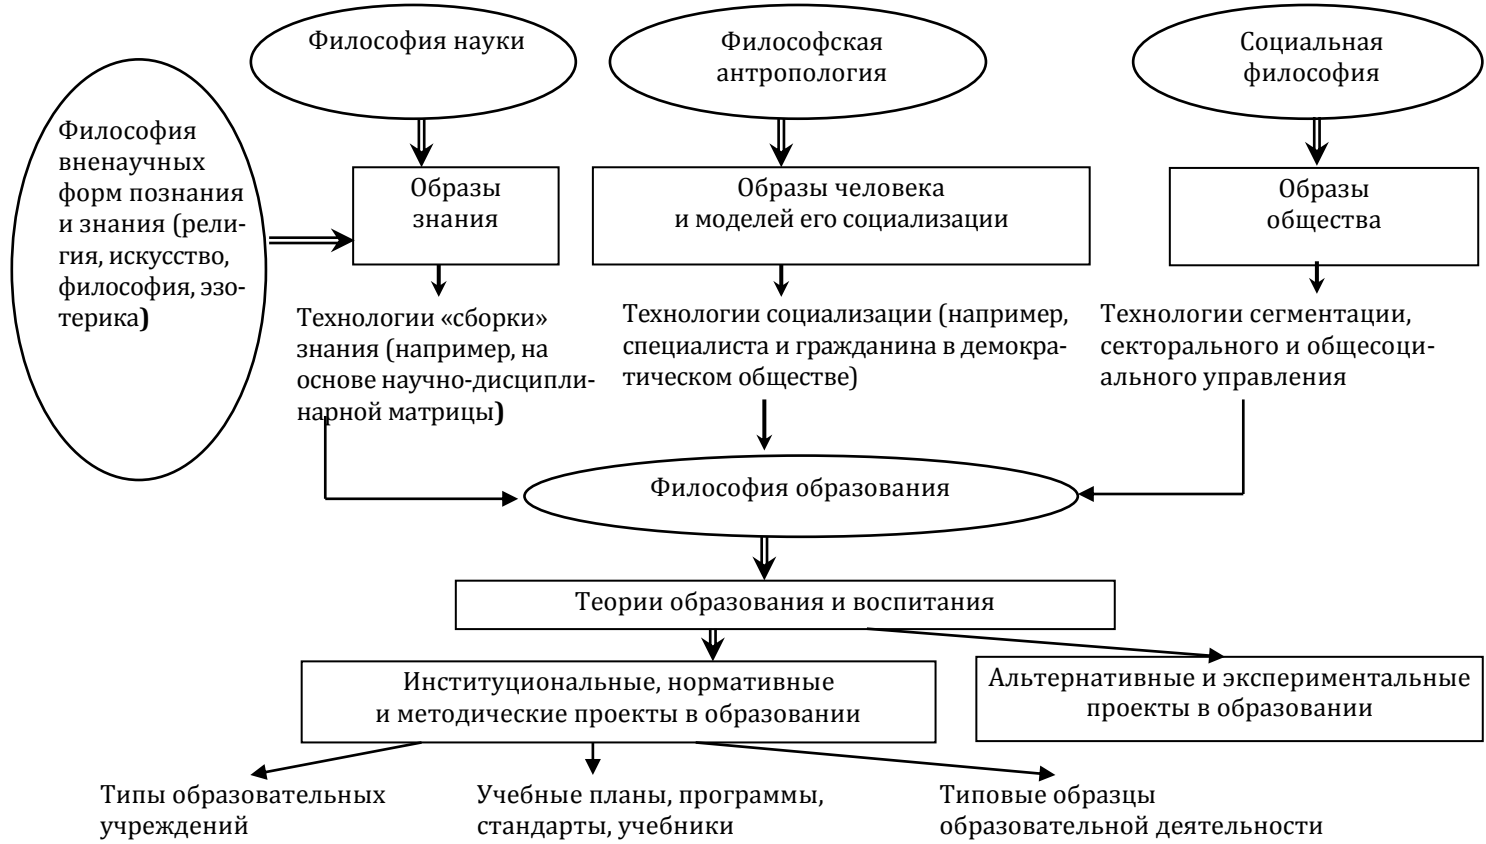 Философия науки
Философская
антропология
Социальная
философия
Философия
вненаучных
форм познания
и знания (рели-
гия, искусство,
философия, эзо-
терика)
Образы
знания
Образы человека
и моделей его социализации
Образы
общества
Технологии «сборки»
знания (например, на
основе научно-дисципли-
нарной матрицы)
Технологии социализации (например,
специалиста и гражданина в демокра-
тическом обществе)
Технологии сегментации,
секторального и общесоци-
ального управления
Философия образования
Теории образования и воспитания
Институциональные, нормативные
и методические проекты в образовании
Альтернативные и экспериментальные
проекты в образовании
Типы образовательных
учреждений
Учебные планы, программы,
стандарты, учебники
Типовые образцы
образовательной деятельности